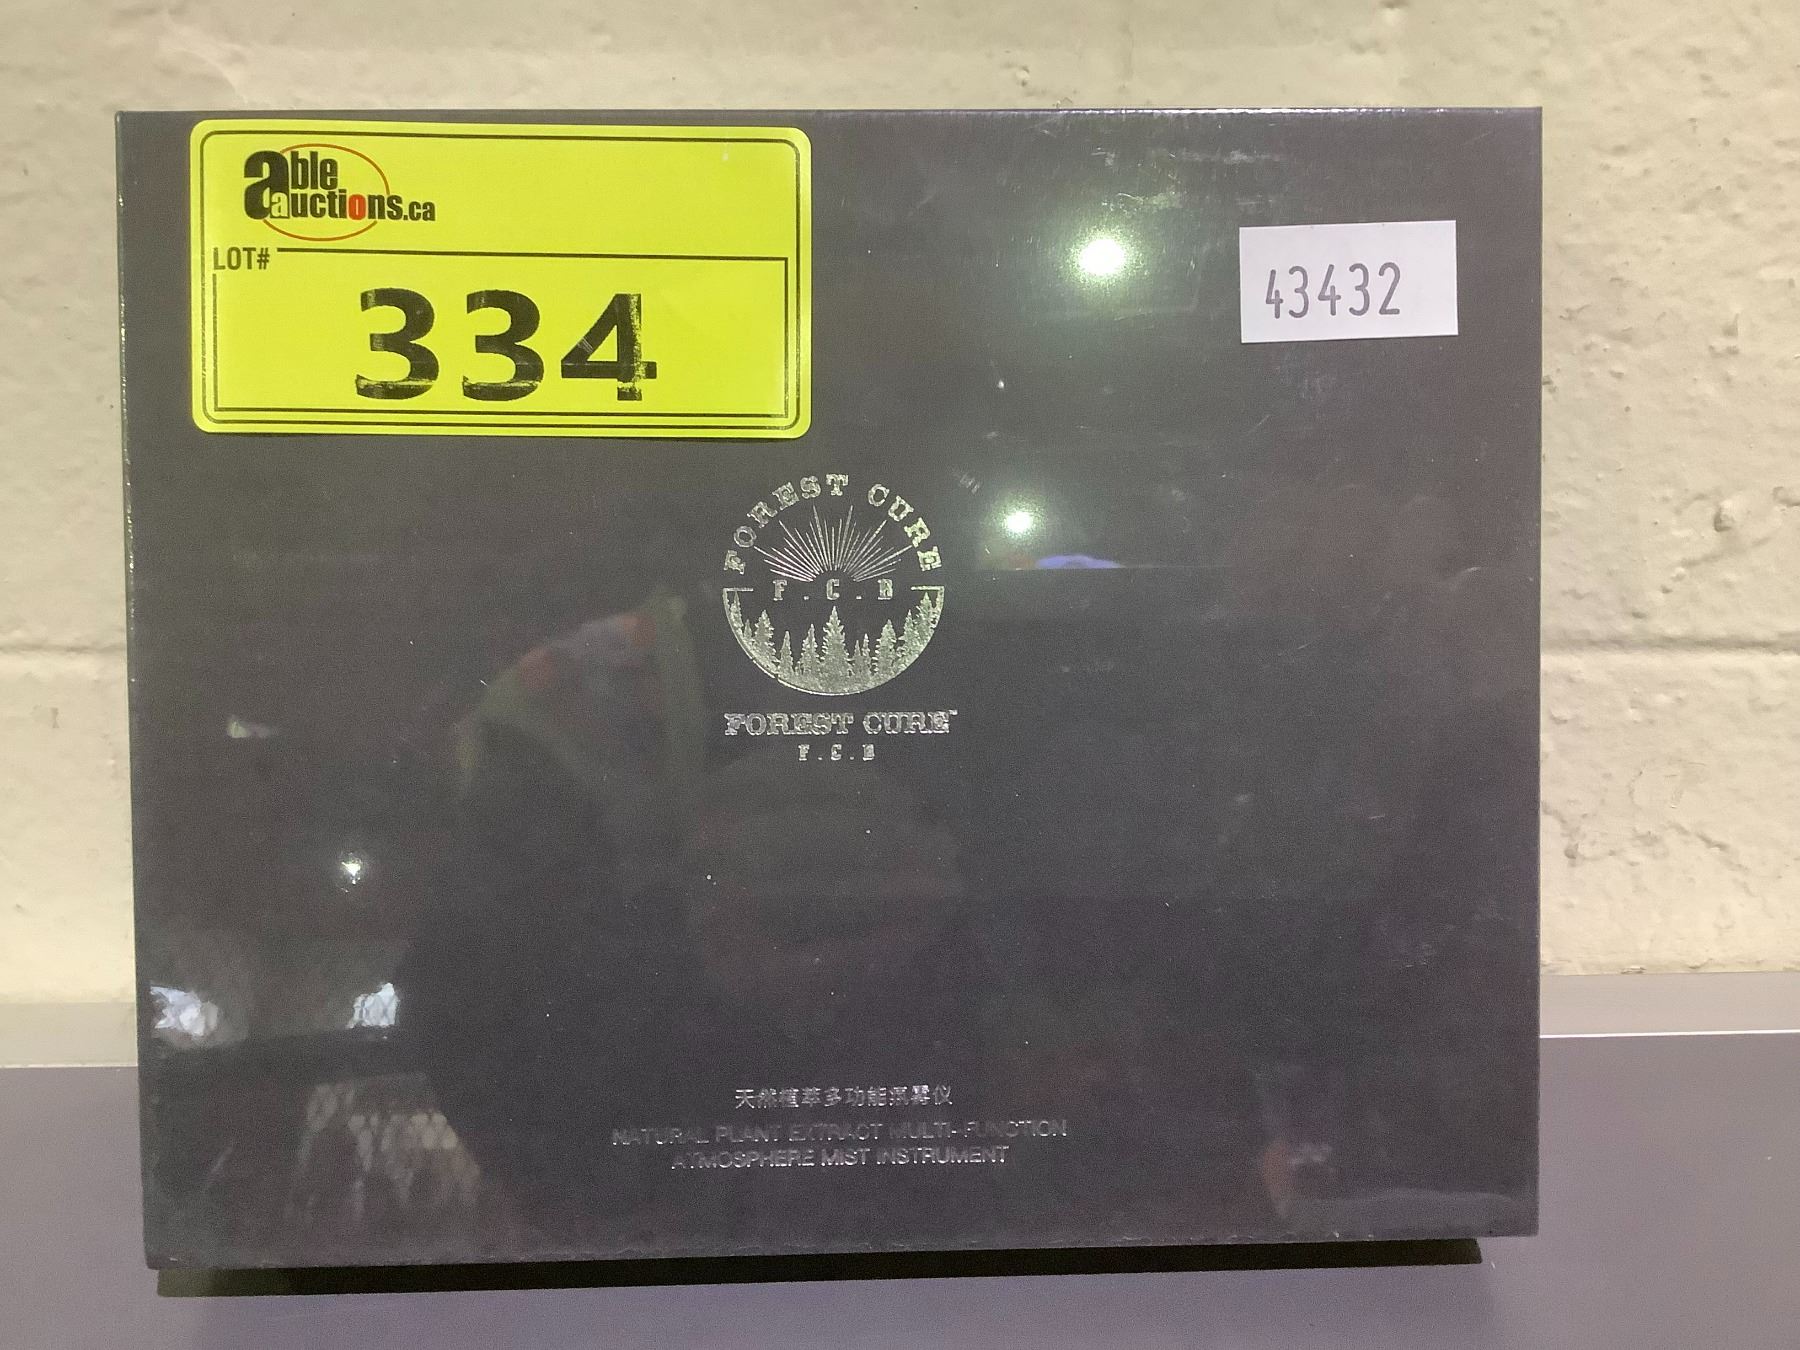 able
auctions.ca
LOT#
334
43432
FOREST CURE
F.C.B
FOREST CURE™
F.C.B
天然植萃多功能氛雾仪
NATURAL PLANT EXTRACT MULTI-FUNCTION
ATMOSPHERE MIST INSTRUMENT